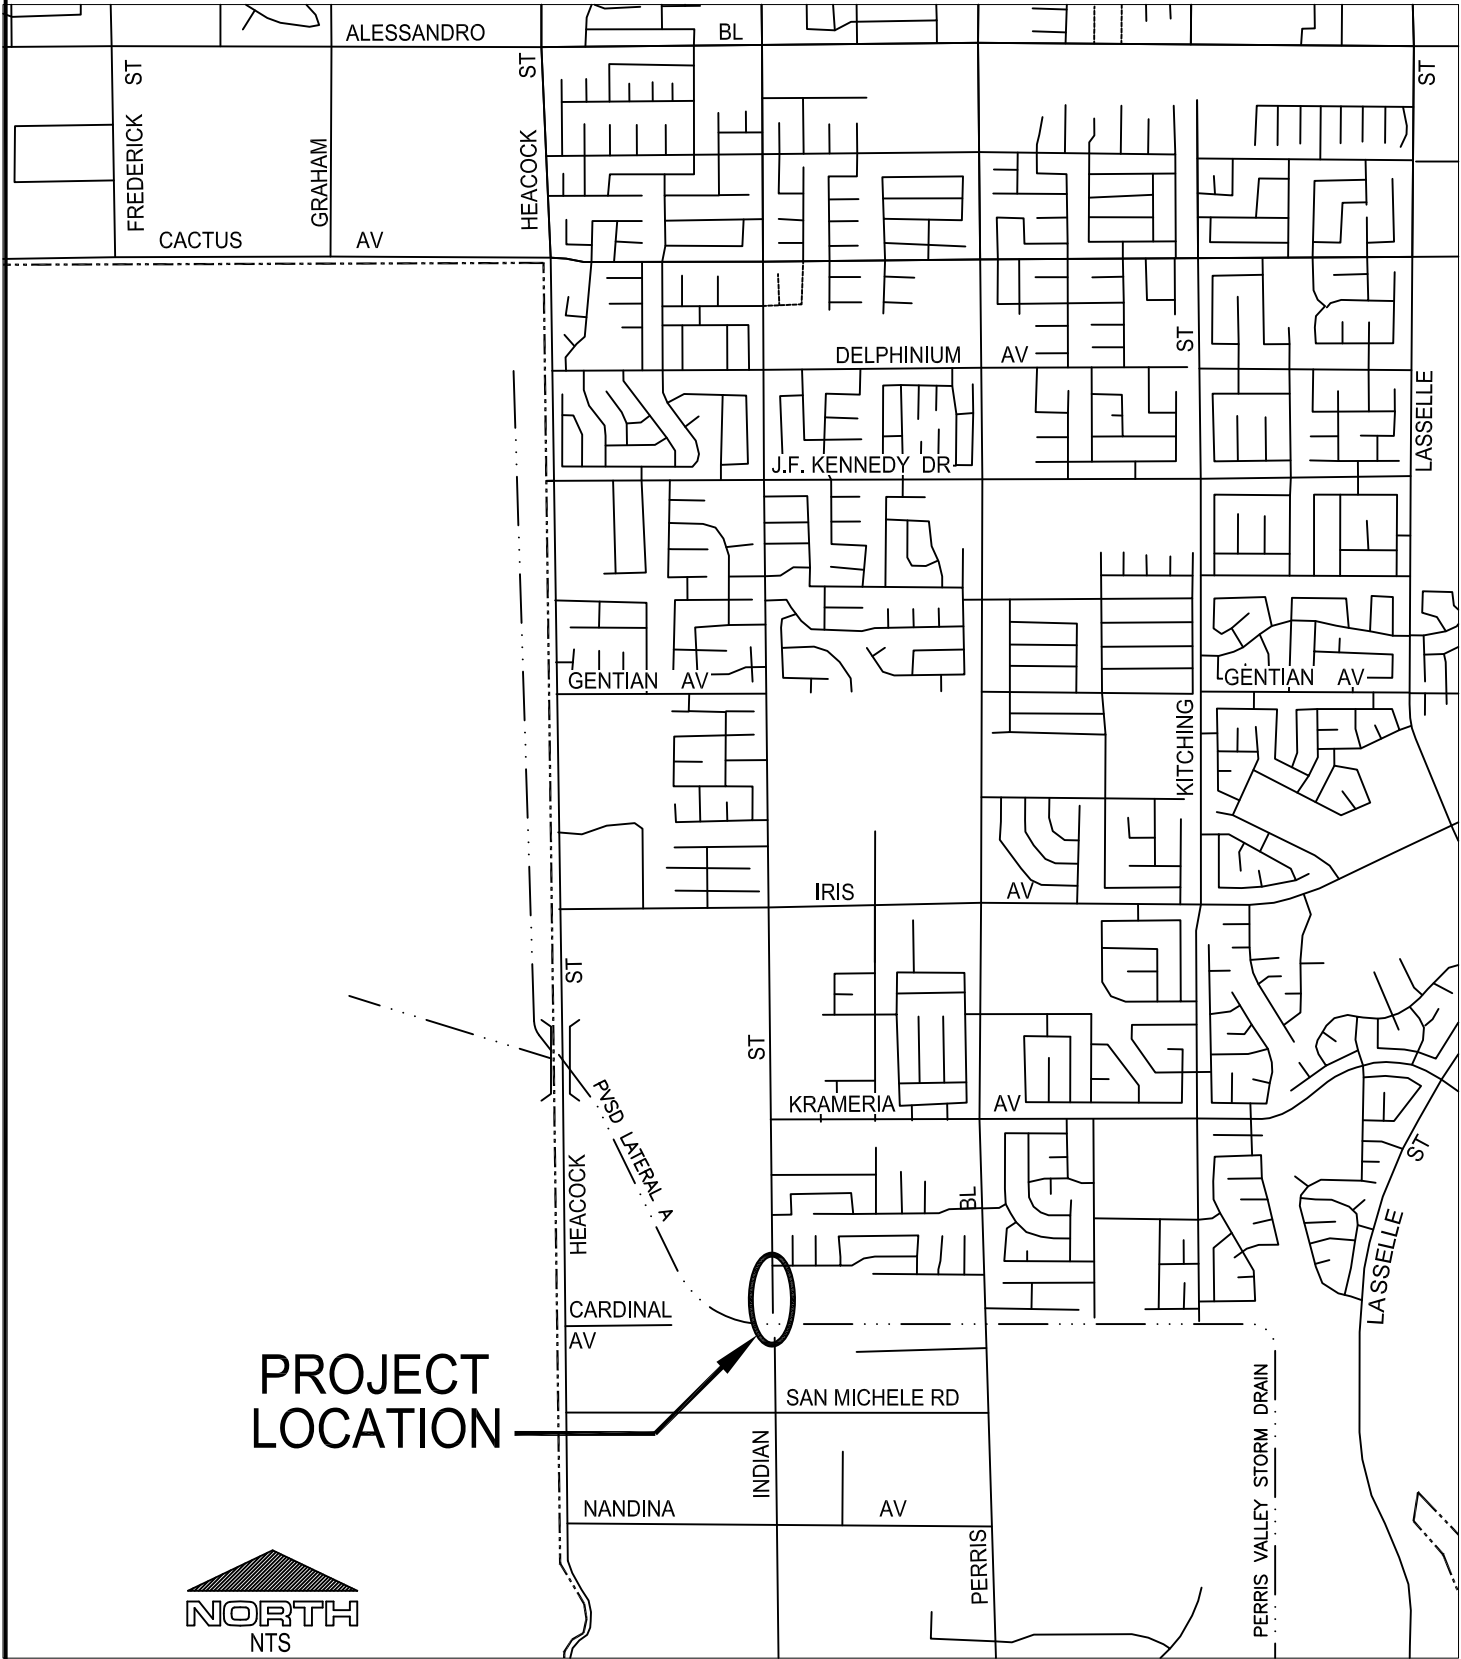 ALESSANDRO BL
FREDERICK ST
GRAHAM
HEACOCK ST
ST
CACTUS AV
DELPHINIUM AV
ST
LASSELLE
J.F. KENNEDY DR
GENTIAN AV
GENTIAN AV
KITCHING
IRIS AV
ST
ST
KRAMERIA AV
PVSD LATERAL A
HEACOCK
BL
ST
LASSELLE
CARDINAL
AV
PROJECT
LOCATION
SAN MICHELE RD
INDIAN
NANDINA AV
PERRIS
PERRIS VALLEY STORM DRAIN
NORTH
NTS